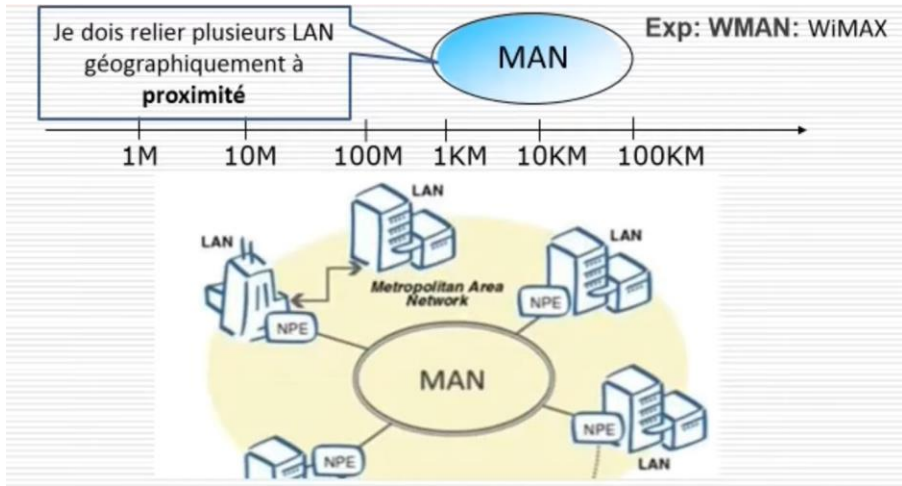 Je dois relier plusieurs LAN
géographiquement à
proximité
MAN
Exp: WMAN: WiMAX
1M 10M 100M 1KM 10KM 100KM
LAN
LAN
LAN
Metropolitan Area
Network
NPE
NPE
MAN
NPE
NPE
LAN